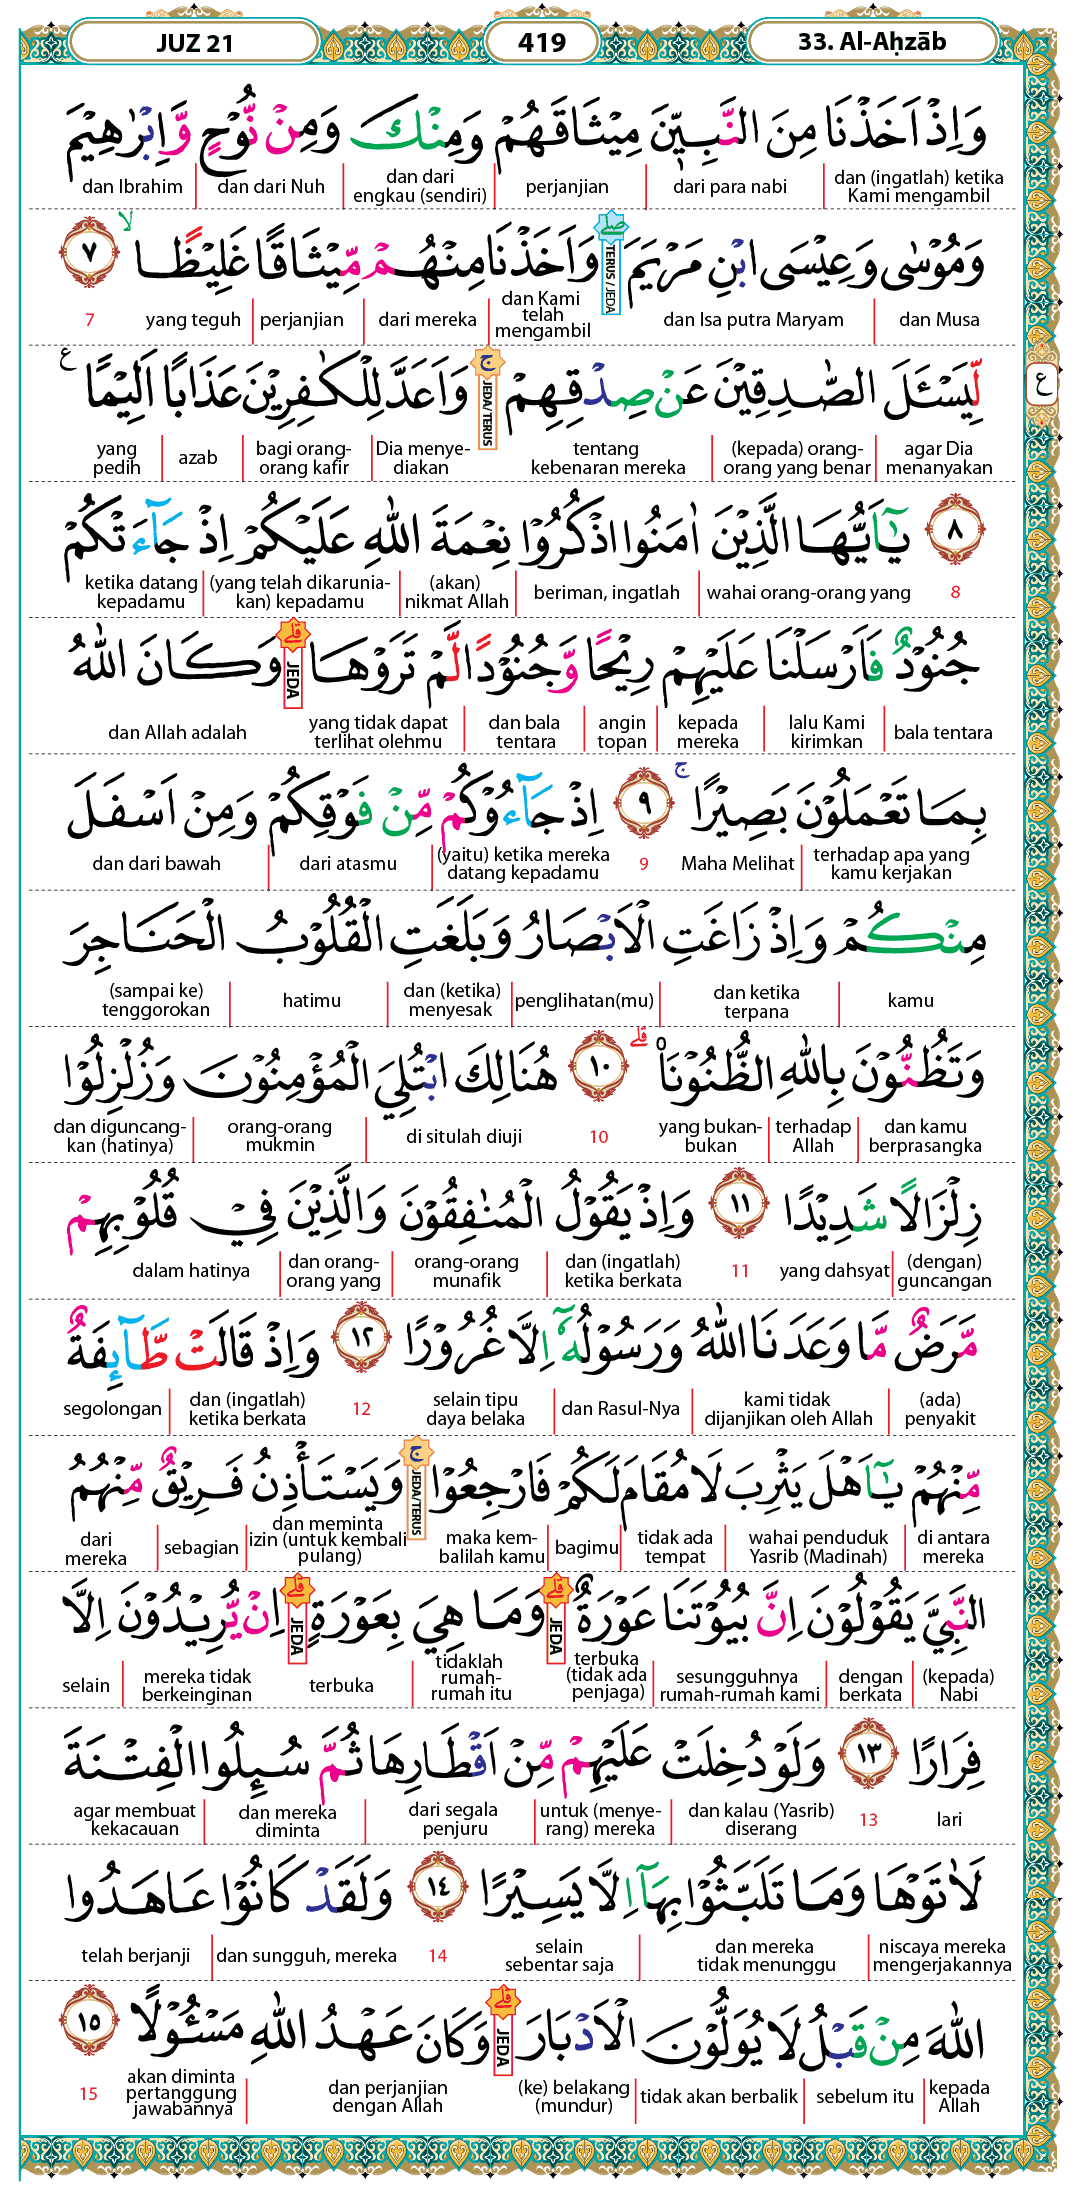 JUZ 21 419 33. Al-Aḥzāb
وَاِذْ اَخَذْنَا مِنَ النَّبِيّٖنَ مِيْثَاقَهُمْ وَمِنْكَ وَمِنْ نُّوْحٍ وَّاِبْرٰهِيْمَ
dan (ingatlah) ketika Kami mengambil | dari para nabi | perjanjian | dan dari engkau (sendiri) | dan dari Nuh | dan Ibrahim
وَمُوْسٰى وَعِيْسَى ابْنِ مَرْيَمَ ۖ وَاَخَذْنَا مِنْهُمْ مِّيْثَاقًا غَلِيْظًا ۙ ٧
TERUS / JEDA
dan Musa | dan Isa putra Maryam | dan Kami telah mengambil | dari mereka | perjanjian | yang teguh 7
لِّيَسْـَٔلَ الصّٰدِقِيْنَ عَنْ صِدْقِهِمْ ۚ وَاَعَدَّ لِلْكٰفِرِيْنَ عَذَابًا اَلِيْمًا ع
JEDA/TERUS
ع
agar Dia menanyakan | (kepada) orang-orang yang benar | tentang kebenaran mereka | Dia menye-diakan | bagi orang-orang kafir | azab | yang pedih
٨ يٰٓاَيُّهَا الَّذِيْنَ اٰمَنُوا اذْكُرُوْا نِعْمَةَ اللّٰهِ عَلَيْكُمْ اِذْ جَاۤءَتْكُمْ
8 wahai orang-orang yang | beriman, ingatlah | (akan) nikmat Allah | (yang telah dikarunia-kan) kepadamu | ketika datang kepadamu
جُنُوْدٌ فَاَرْسَلْنَا عَلَيْهِمْ رِيْحًا وَّجُنُوْدًا لَّمْ تَرَوْهَا ۗ وَكَانَ اللّٰهُ
JEDA
bala tentara | lalu Kami kirimkan | kepada mereka | angin topan | dan bala tentara | yang tidak dapat terlihat olehmu | dan Allah adalah
بِمَا تَعْمَلُوْنَ بَصِيْرًا ۚ ٩ اِذْ جَاۤءُوْكُمْ مِّنْ فَوْقِكُمْ وَمِنْ اَسْفَلَ
terhadap apa yang kamu kerjakan | Maha Melihat 9 (yaitu) ketika mereka datang kepadamu | dari atasmu | dan dari bawah
مِنْكُمْ وَاِذْ زَاغَتِ الْاَبْصَارُ وَبَلَغَتِ الْقُلُوْبُ الْحَنَاجِرَ
kamu | dan ketika terpana | penglihatan(mu) | dan (ketika) menyesak | hatimu | (sampai ke) tenggorokan
وَتَظُنُّوْنَ بِاللّٰهِ الظُّنُوْنَا۠ ۗ ١٠ هُنَالِكَ ابْتُلِيَ الْمُؤْمِنُوْنَ وَزُلْزِلُوْا
dan kamu berprasangka | terhadap Allah | yang bukan-bukan 10 di situlah diuji | orang-orang mukmin | dan diguncang-kan (hatinya)
زِلْزَالًا شَدِيْدًا ١١ وَاِذْ يَقُوْلُ الْمُنٰفِقُوْنَ وَالَّذِيْنَ فِيْ قُلُوْبِهِمْ
(dengan) guncangan | yang dahsyat 11 dan (ingatlah) ketika berkata | orang-orang munafik | dan orang-orang yang | dalam hatinya
مَّرَضٌ مَّا وَعَدَنَا اللّٰهُ وَرَسُوْلُهٗٓ اِلَّا غُرُوْرًا ١٢ وَاِذْ قَالَتْ طَّاۤىِٕفَةٌ
(ada) penyakit | kami tidak dijanjikan oleh Allah | dan Rasul-Nya | selain tipu daya belaka 12 dan (ingatlah) ketika berkata | segolongan
مِّنْهُمْ يٰٓاَهْلَ يَثْرِبَ لَا مُقَامَ لَكُمْ فَارْجِعُوْا ۚ وَيَسْتَأْذِنُ فَرِيْقٌ مِّنْهُمُ
JEDA/TERUS
di antara mereka | wahai penduduk Yasrib (Madinah) | tidak ada tempat | bagimu | maka kem-balilah kamu | dan meminta izin (untuk kembali pulang) | sebagian | dari mereka
النَّبِيَّ يَقُوْلُوْنَ اِنَّ بُيُوْتَنَا عَوْرَةٌ ۗ وَمَا هِيَ بِعَوْرَةٍ ۗ اِنْ يُّرِيْدُوْنَ اِلَّا
JEDA JEDA
(kepada) Nabi | dengan berkata | sesungguhnya rumah-rumah kami | terbuka (tidak ada penjaga) | tidaklah rumah-rumah itu | terbuka | mereka tidak berkeinginan | selain
فِرَارًا ١٣ وَلَوْ دُخِلَتْ عَلَيْهِمْ مِّنْ اَقْطَارِهَا ثُمَّ سُىِٕلُوا الْفِتْنَةَ
lari 13 dan kalau (Yasrib) diserang | untuk (menye-rang) mereka | dari segala penjuru | dan mereka diminta | agar membuat kekacauan
لَاٰتَوْهَا وَمَا تَلَبَّثُوْا بِهَآ اِلَّا يَسِيْرًا ١٤ وَلَقَدْ كَانُوْا عَاهَدُوا
niscaya mereka mengerjakannya | dan mereka tidak menunggu | selain sebentar saja 14 dan sungguh, mereka | telah berjanji
اللّٰهَ مِنْ قَبْلُ لَا يُوَلُّوْنَ الْاَدْبَارَ ۗ وَكَانَ عَهْدُ اللّٰهِ مَسْـُٔوْلًا ١٥
JEDA
kepada Allah | sebelum itu | tidak akan berbalik | (ke) belakang (mundur) | dan perjanjian dengan Allah | akan diminta pertanggung jawabannya 15